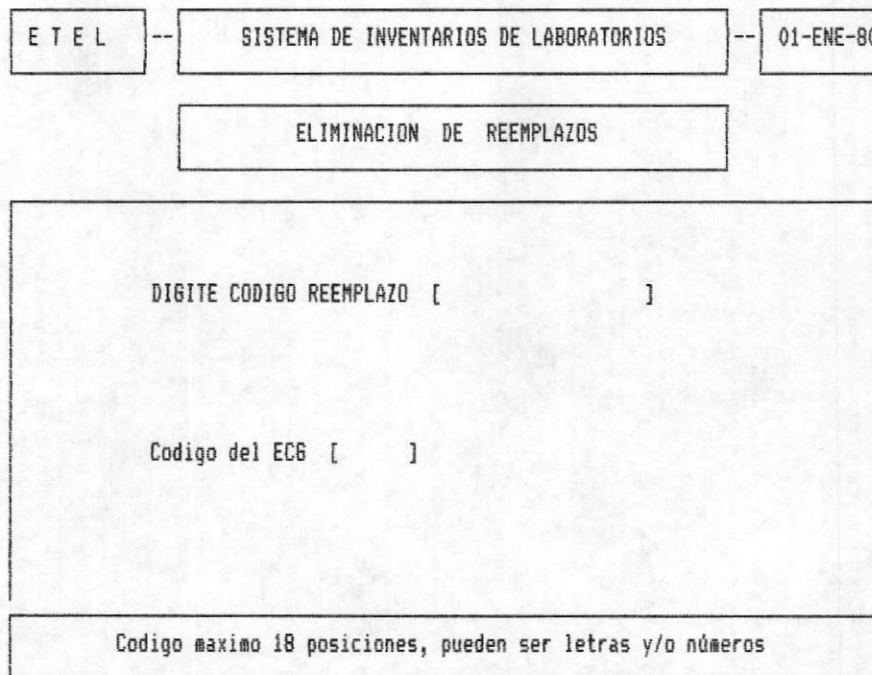 E T E L -- SISTEMA DE INVENTARIOS DE LABORATORIOS -- 01-ENE-80
ELIMINACION DE REEMPLAZOS
DIGITE CODIGO REEMPLAZO [ ]
Codigo del ECG [ ]
Codigo maximo 18 posiciones, pueden ser letras y/o números